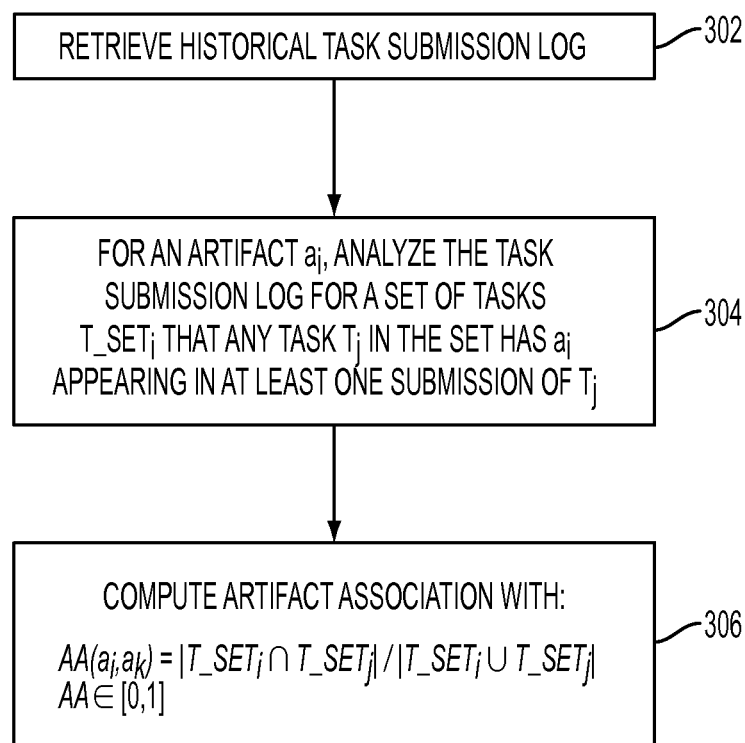 RETRIEVE HISTORICAL TASK SUBMISSION LOG
302
FOR AN ARTIFACT aᵢ, ANALYZE THE TASK
SUBMISSION LOG FOR A SET OF TASKS
T_SETᵢ THAT ANY TASK Tⱼ IN THE SET HAS aᵢ
APPEARING IN AT LEAST ONE SUBMISSION OF Tⱼ
304
COMPUTE ARTIFACT ASSOCIATION WITH:
AA(aᵢ,aₖ) = |T_SETᵢ ∩ T_SETⱼ| / |T_SETᵢ ∪ T_SETⱼ|
AA ∈ [0,1]
306